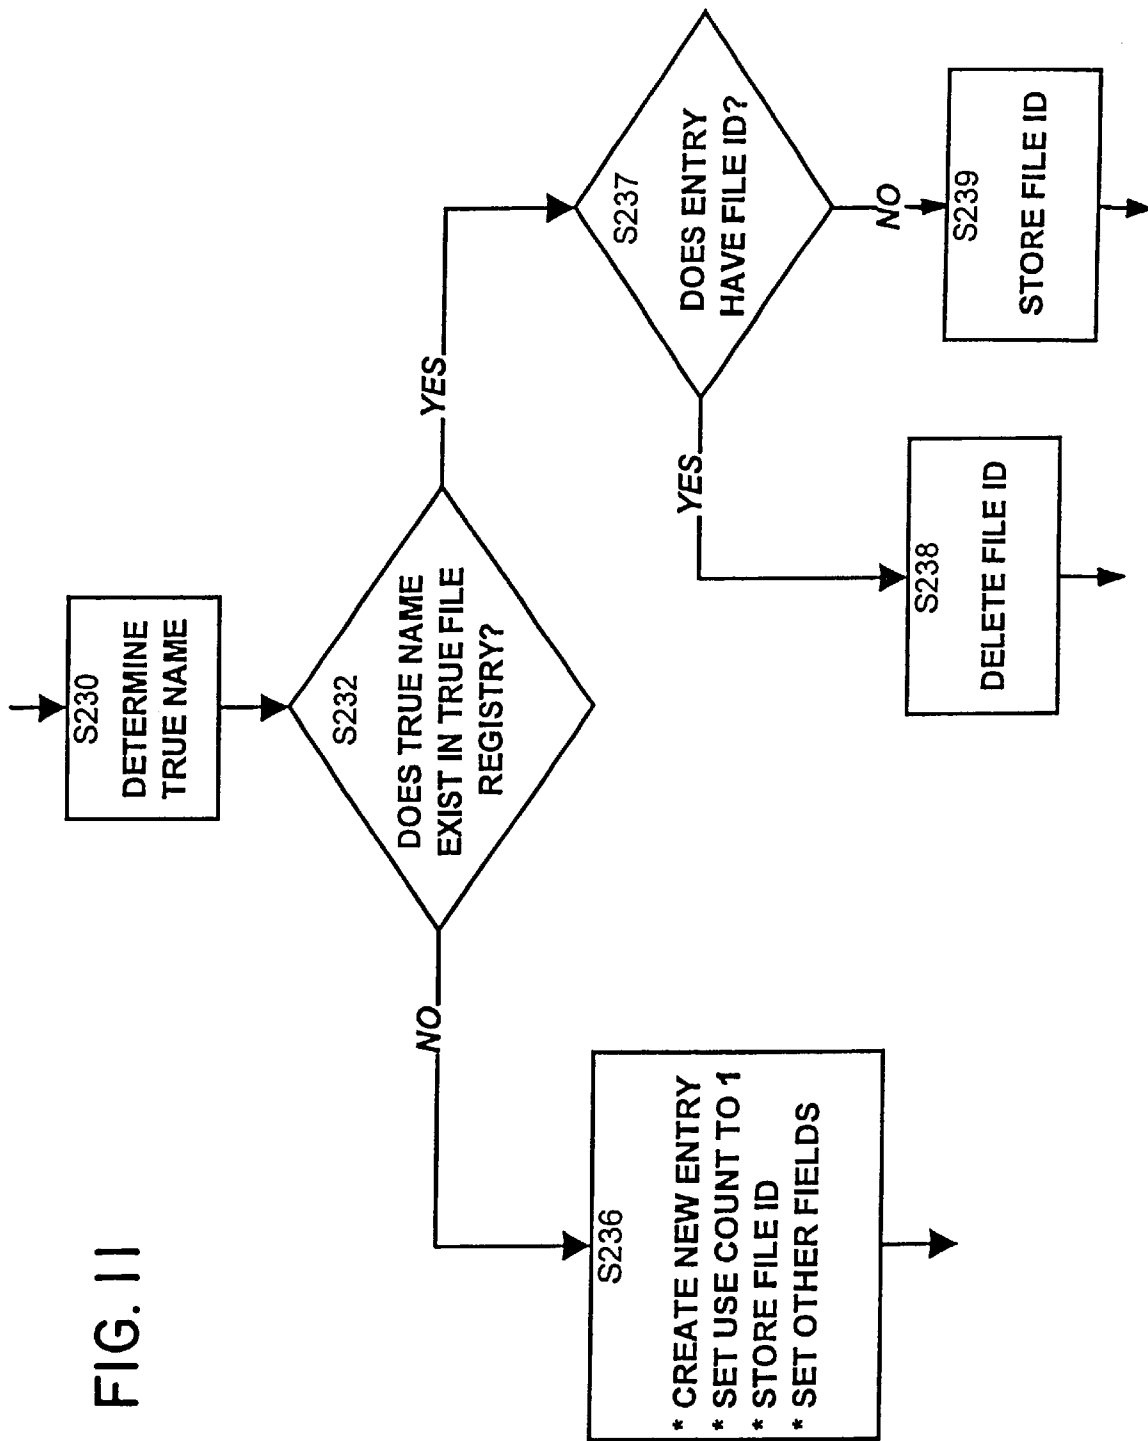 FIG. 11
S230
DETERMINE
TRUE NAME
S232
DOES TRUE NAME
EXIST IN TRUE FILE
REGISTRY?
NO
YES
S236
* CREATE NEW ENTRY
* SET USE COUNT TO 1
* STORE FILE ID
* SET OTHER FIELDS
S237
DOES ENTRY
HAVE FILE ID?
YES
NO
S238
DELETE FILE ID
S239
STORE FILE ID